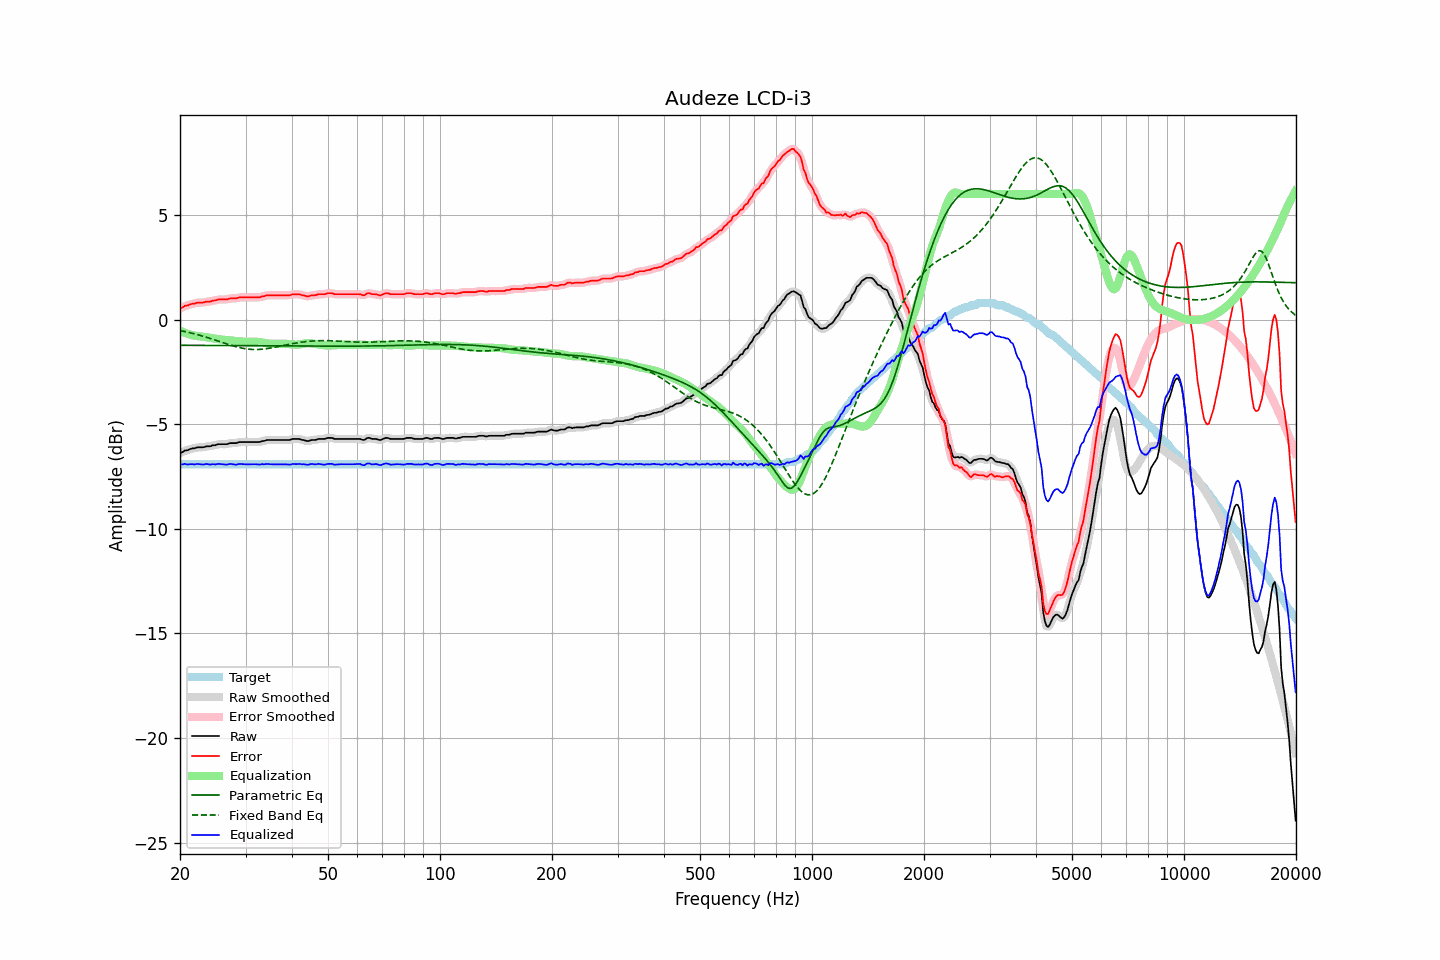 Audeze LCD-i3
Amplitude (dBr)
5
0
−5
−10
−15
−20
−25
Target
Raw Smoothed
Error Smoothed
Raw
Error
Equalization
Parametric Eq
Fixed Band Eq
Equalized
20 50 100 200 500 1000 2000 5000 10000 20000
Frequency (Hz)